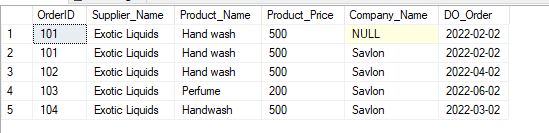 OrderID Supplier_Name Product_Name Product_Price Company_Name DO_Order
1 101 Exotic Liquids Hand wash 500 NULL 2022-02-02
2 101 Exotic Liquids Hand wash 500 Savlon 2022-02-02
3 102 Exotic Liquids Hand wash 500 Savlon 2022-04-02
4 103 Exotic Liquids Perfume 200 Savlon 2022-06-02
5 104 Exotic Liquids Handwash 500 Savlon 2022-03-02